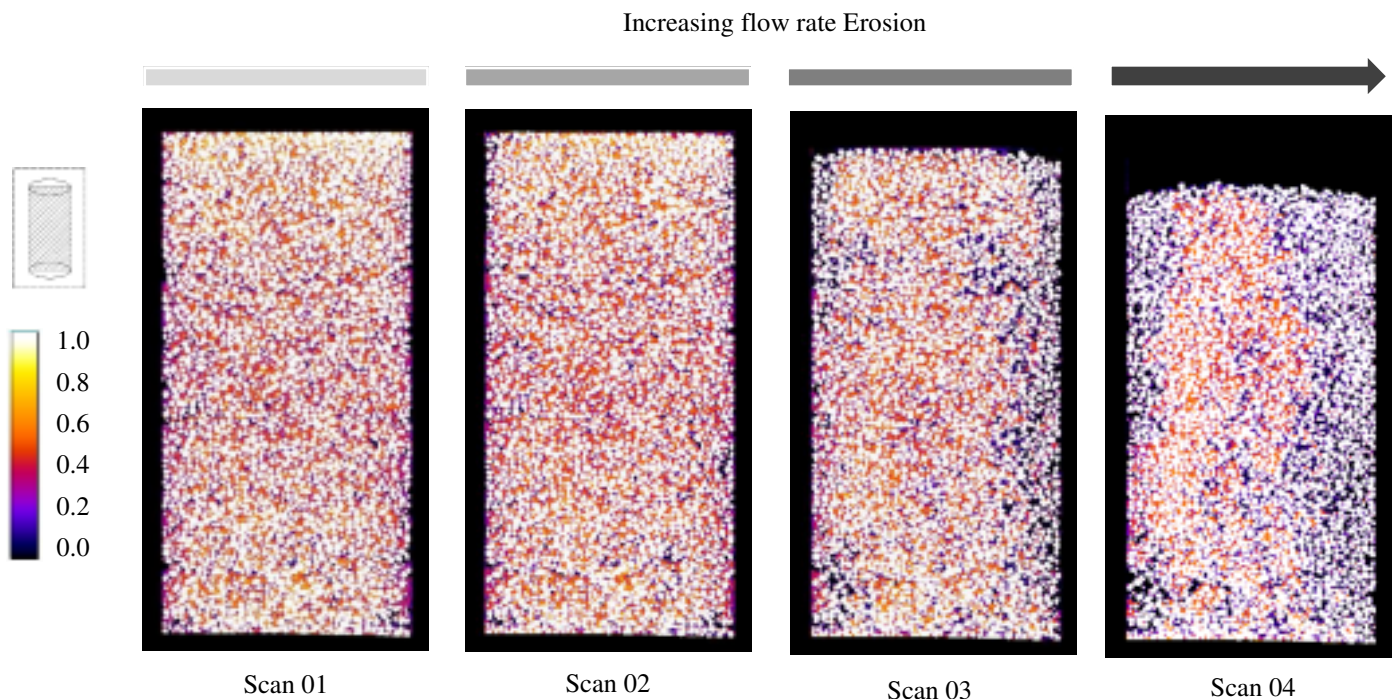 Increasing flow rate Erosion
1.0
0.8
0.6
0.4
0.2
0.0
Scan 01
Scan 02
Scan 03
Scan 04